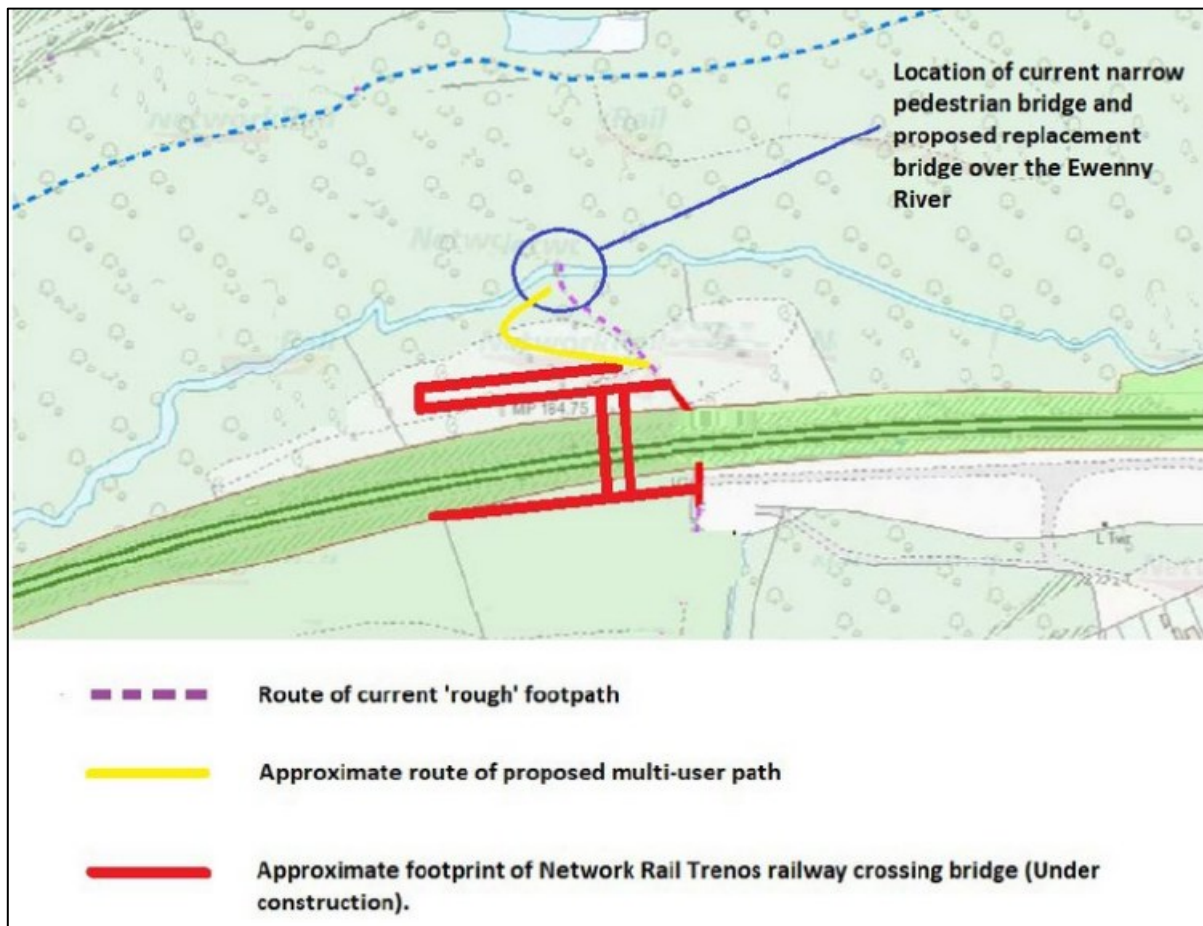 Location of current narrow
pedestrian bridge and
proposed replacement
bridge over the Ewenny
River
MP 184.75
Route of current 'rough' footpath
Approximate route of proposed multi-user path
Approximate footprint of Network Rail Trenos railway crossing bridge (Under
construction).